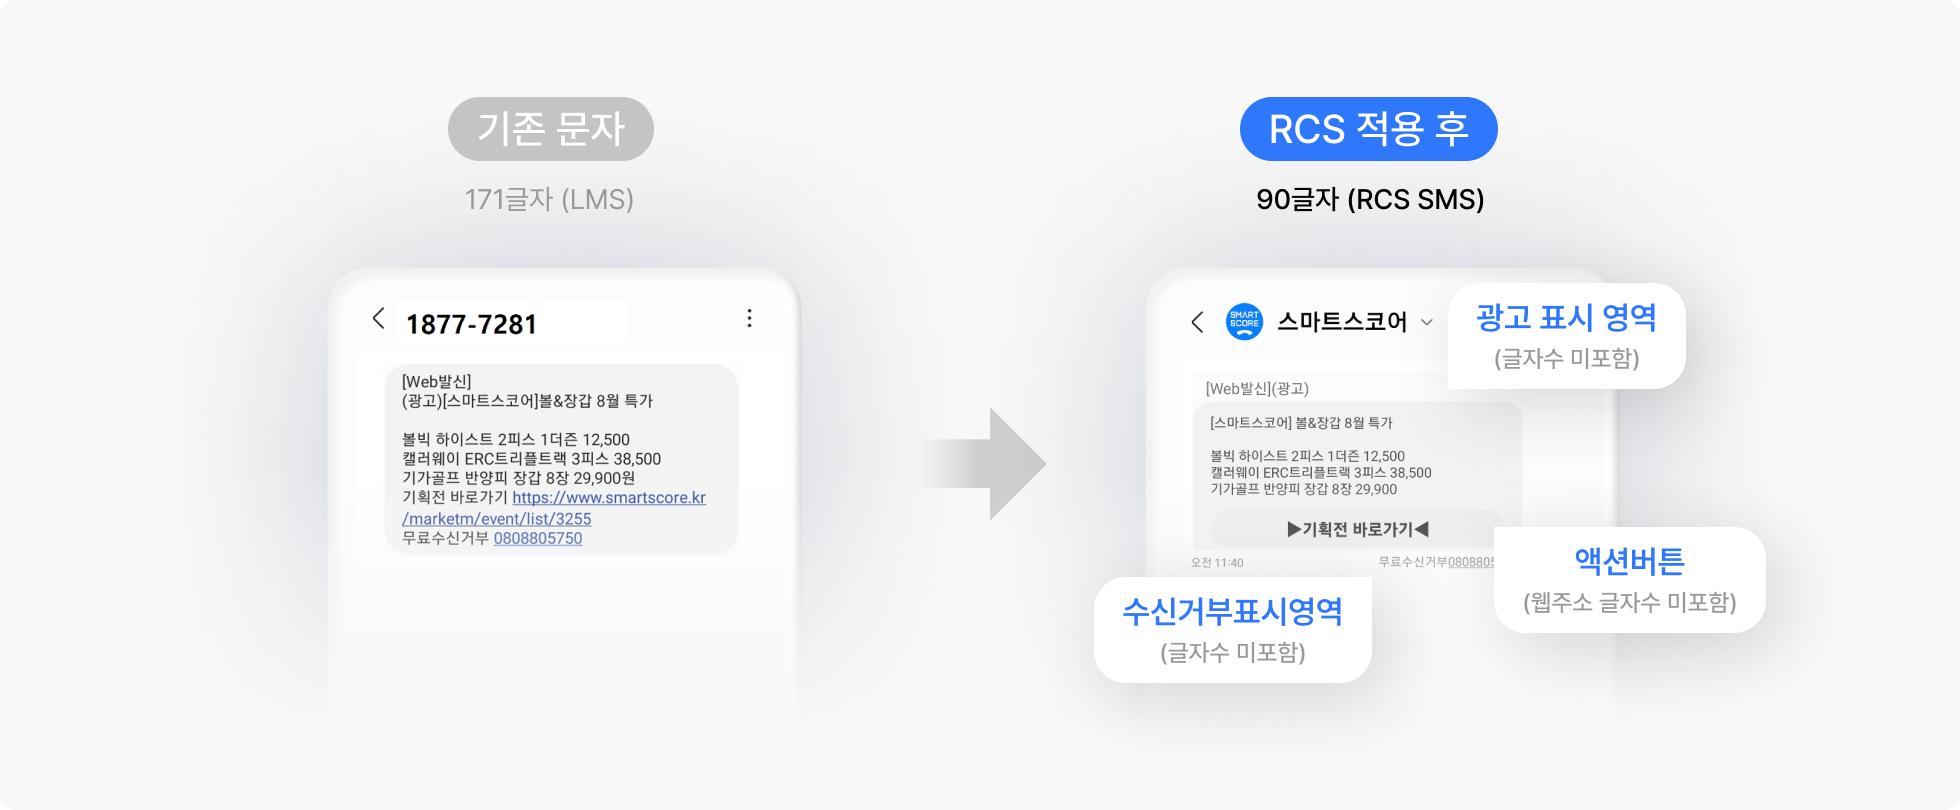 기존 문자
171글자 (LMS)
1877-7281
[Web발신]
(광고)[스마트스코어]볼&장갑 8월 특가
볼빅 하이스트 2피스 1더즌 12,500
캘러웨이 ERC트리플트랙 3피스 38,500
기가골프 반양피 장갑 8장 29,900원
기획전 바로가기 https://www.smartscore.kr
/marketm/event/list/3255
무료수신거부 0808805750
RCS 적용 후
90글자 (RCS SMS)
SMART
SCORE
스마트스코어
광고 표시 영역
(글자수 미포함)
[Web발신](광고)
[스마트스코어] 볼&장갑 8월 특가
볼빅 하이스트 2피스 1더즌 12,500
캘러웨이 ERC트리플트랙 3피스 38,500
기가골프 반양피 장갑 8장 29,900
▶기획전 바로가기◀
오전 11:40
무료수신거부080880
액션버튼
(웹주소 글자수 미포함)
수신거부표시영역
(글자수 미포함)